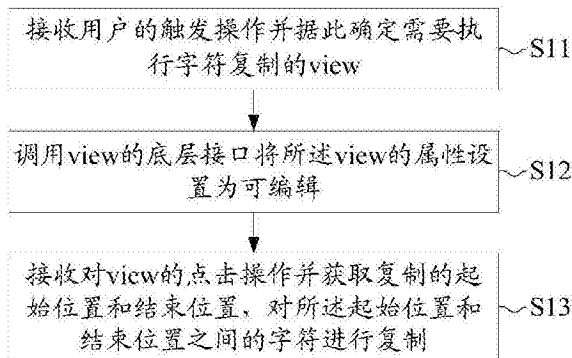 接收用户的触发操作并据此确定需要执
行字符复制的view
S11
调用view的底层接口将所述view的属性设
置为可编辑
S12
接收对view的点击操作并获取复制的起
始位置和结束位置、对所述起始位置和
结束位置之间的字符进行复制
S13